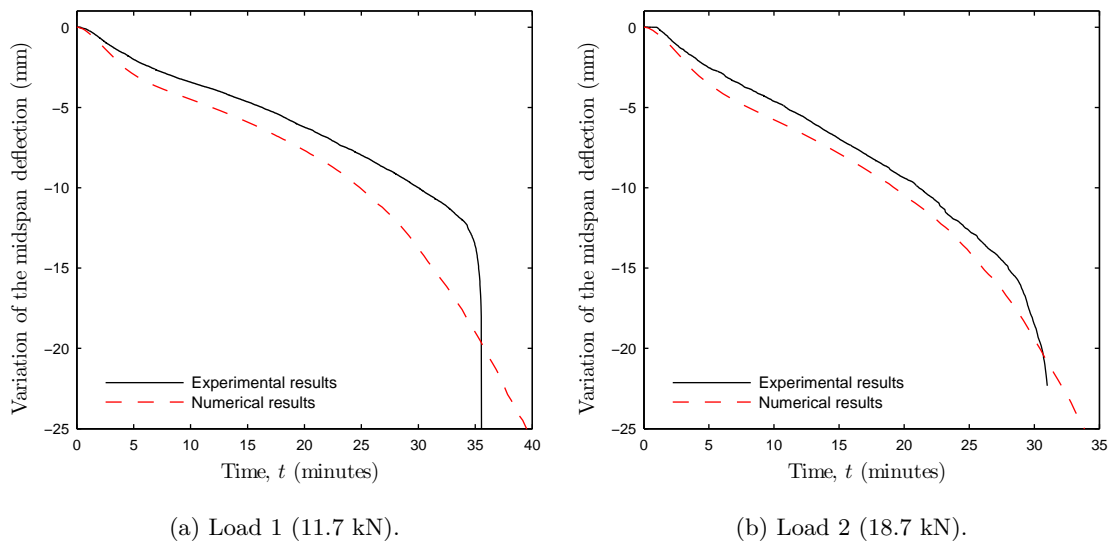 Variation of the midspan deflection (mm)
0
−5
−10
−15
−20
−25
0 5 10 15 20 25 30 35 40
Experimental results
Numerical results
Time, t (minutes)
(a) Load 1 (11.7 kN).
Variation of the midspan deflection (mm)
0
−5
−10
−15
−20
−25
0 5 10 15 20 25 30 35
Experimental results
Numerical results
Time, t (minutes)
(b) Load 2 (18.7 kN).